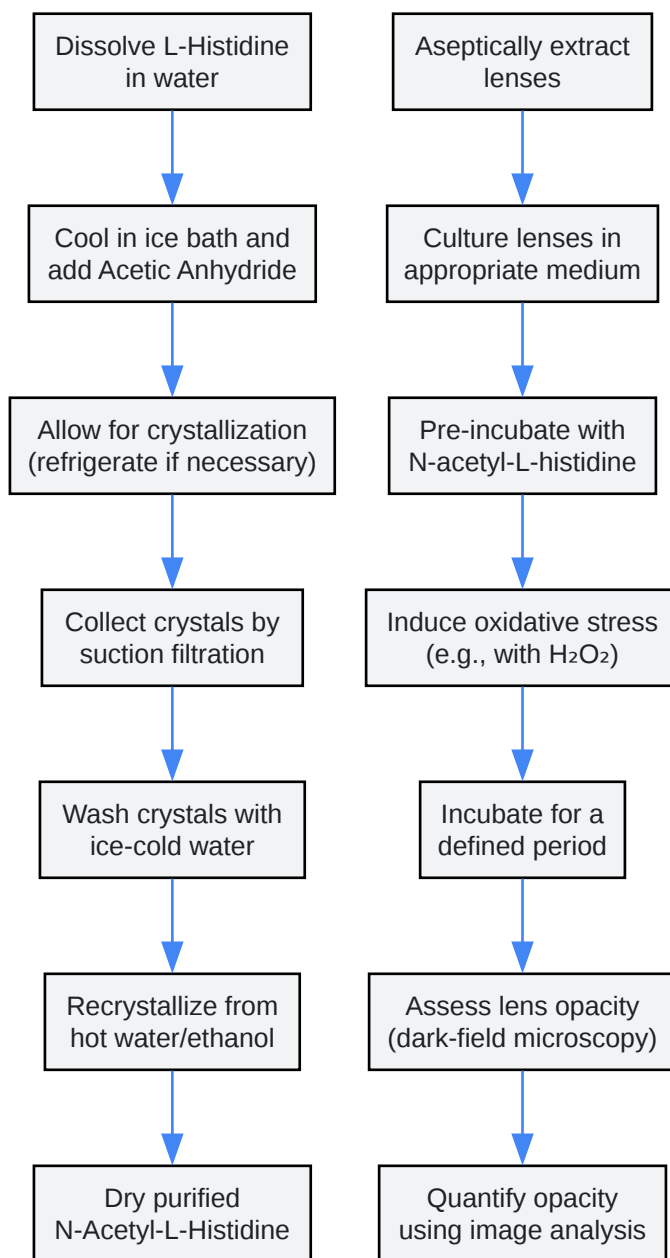 Dissolve L-Histidine
in water
Cool in ice bath and
add Acetic Anhydride
Allow for crystallization
(refrigerate if necessary)
Collect crystals by
suction filtration
Wash crystals with
ice-cold water
Recrystallize from
hot water/ethanol
Dry purified
N-Acetyl-L-Histidine
Aseptically extract
lenses
Culture lenses in
appropriate medium
Pre-incubate with
N-acetyl-L-histidine
Induce oxidative stress
(e.g., with H₂O₂)
Incubate for a
defined period
Assess lens opacity
(dark-field microscopy)
Quantify opacity
using image analysis